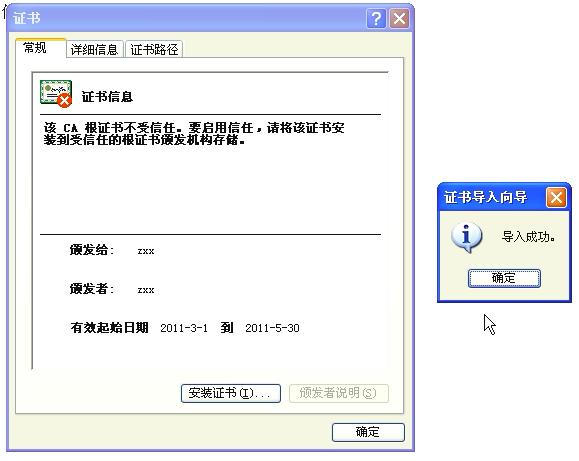 证书
常规
详细信息
证书路径
证书信息
该 CA 根证书不受信任。要启用信任，请将该证书安
装到受信任的根证书颁发机构存储。
颁发给： zxx
颁发者： zxx
有效起始日期 2011-3-1 到 2011-5-30
安装证书(I)...
颁发者说明(S)
确定
证书导入向导
导入成功。
确定